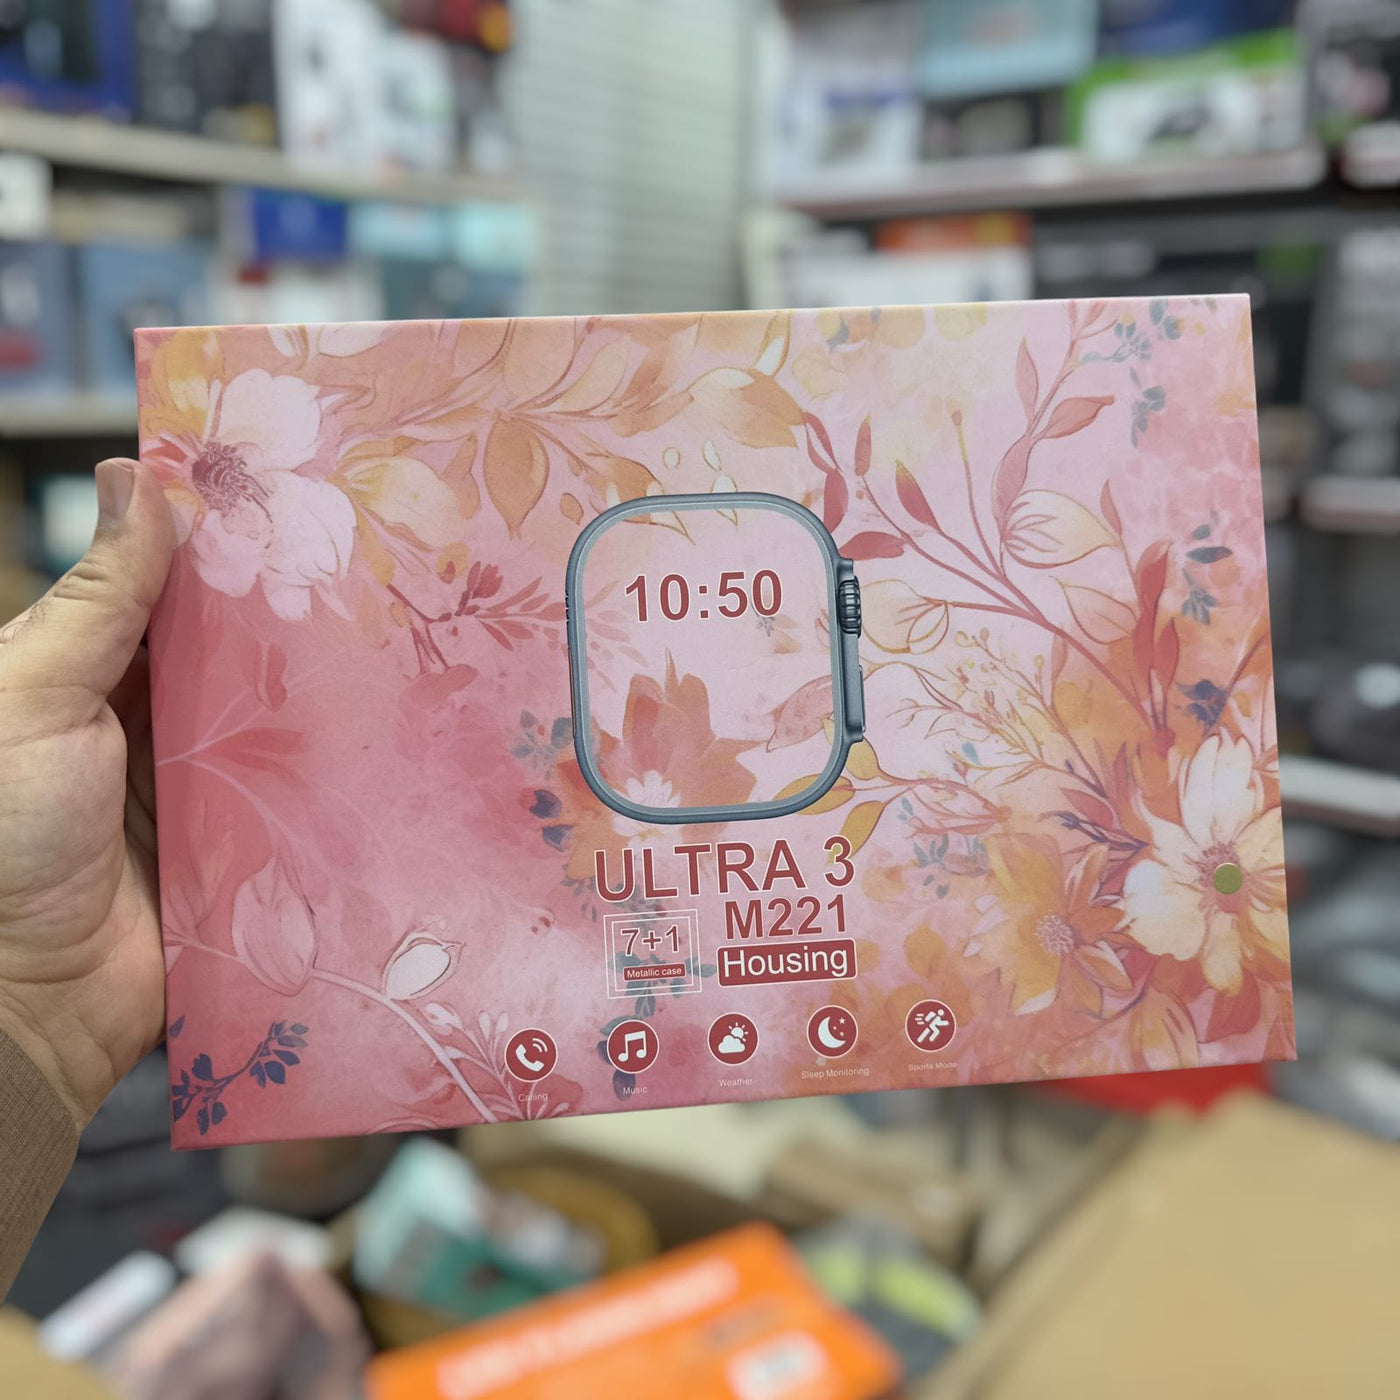 10:50
ULTRA 3
M221
7+1
Metallic case
Housing
Calling
Music
Weather
Sleep Monitoring
Sports Mode